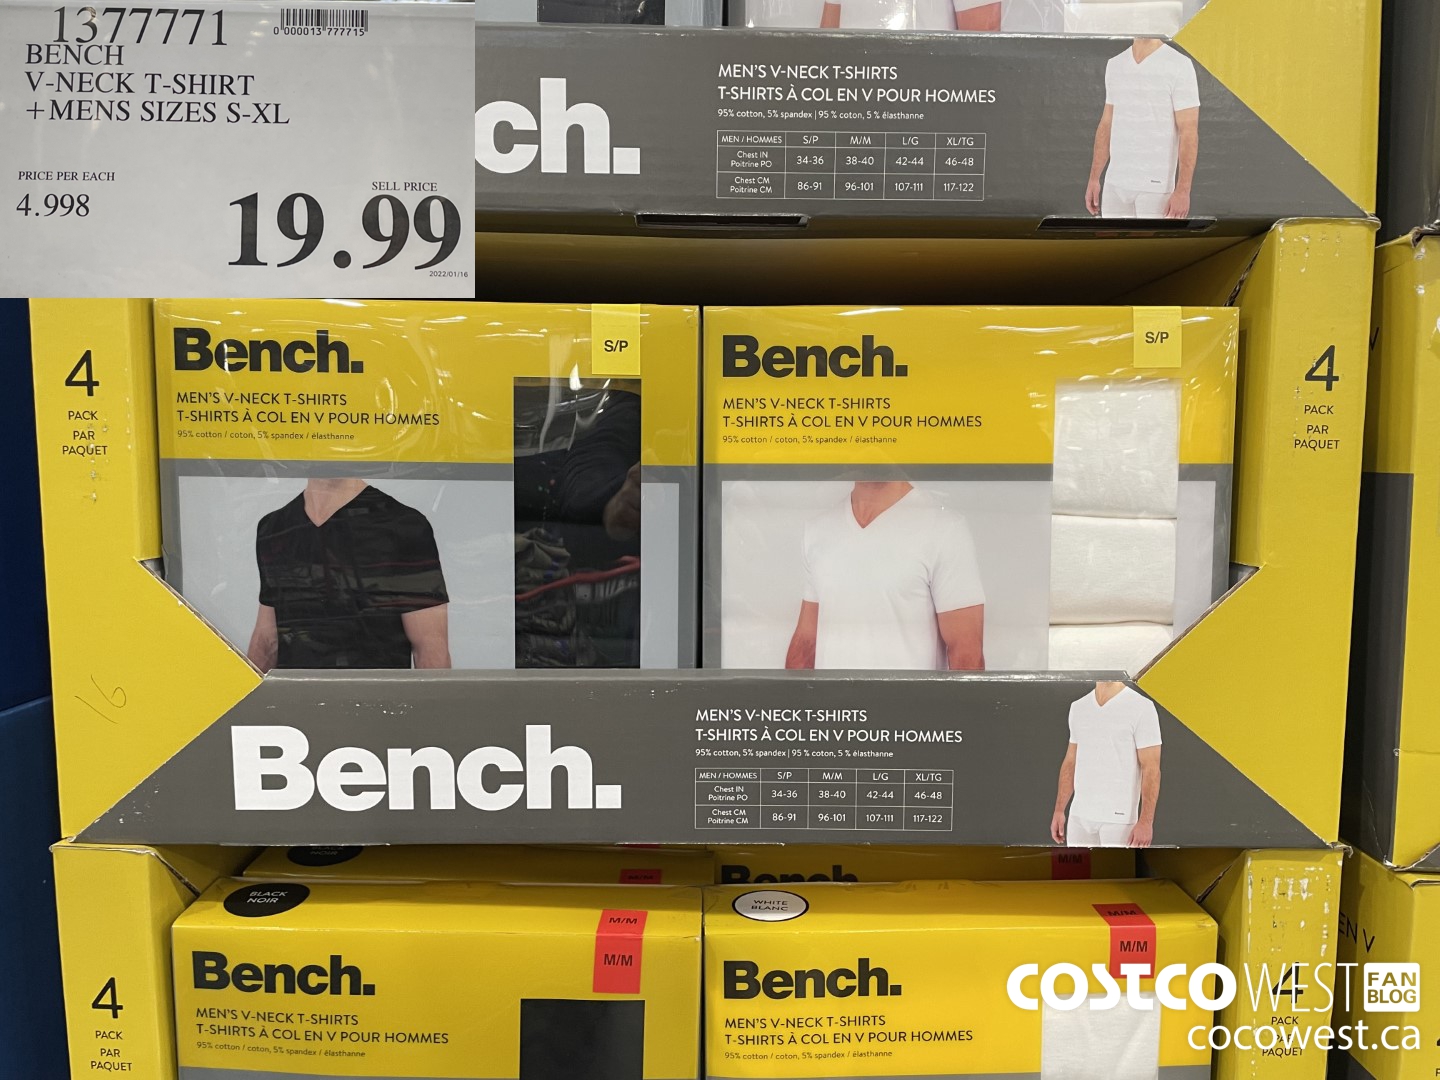 1377771
0"000013"777715"
BENCH
V-NECK T-SHIRT
+MENS SIZES S-XL
PRICE PER EACH
4.998
SELL PRICE
19.99
2022/01/16
ch.
MEN'S V-NECK T-SHIRTS
T-SHIRTS À COL EN V POUR HOMMES
95% cotton, 5% spandex | 95 % coton, 5 % élasthanne
MEN / HOMMES S/P M/M L/G XL/TG
Chest IN
Poitrine PO 34-36 38-40 42-44 46-48
Chest CM
Poitrine CM 86-91 96-101 107-111 117-122
4
PACK
PAR
PAQUET
Bench.
S/P
MEN'S V-NECK T-SHIRTS
T-SHIRTS À COL EN V POUR HOMMES
95% cotton / coton, 5% spandex / élasthanne
Bench.
S/P
MEN'S V-NECK T-SHIRTS
T-SHIRTS À COL EN V POUR HOMMES
95% cotton / coton, 5% spandex / élasthanne
4
PACK
PAR
PAQUET
16
Bench.
MEN'S V-NECK T-SHIRTS
T-SHIRTS À COL EN V POUR HOMMES
95% cotton, 5% spandex | 95 % coton, 5 % élasthanne
MEN / HOMMES S/P M/M L/G XL/TG
Chest IN
Poitrine PO 34-36 38-40 42-44 46-48
Chest CM
Poitrine CM 86-91 96-101 107-111 117-122
NOIR
M/M
Bench
M/M
BLACK
NOIR
M/M
M/M
Bench.
MEN'S V-NECK T-SHIRTS
T-SHIRTS À COL EN V POUR HOMMES
95% cotton / coton, 5% spandex / élasthanne
WHITE
BLANC
M/M
M/M
Bench.
MEN'S V-NECK T-SHIRTS
T-SHIRTS À COL EN V POUR HOMMES
95% cotton / coton, 5% spandex / élasthanne
4
PACK
PAR
PAQUET
4
PACK
PAR
PAQUET
EN V
COSTCO WEST FAN BLOG
cocowest.ca